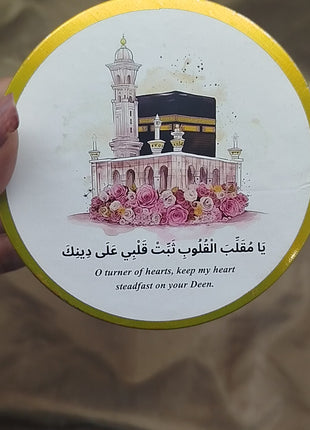 يَا مُقَلِّبَ الْقُلُوبِ ثَبِّتْ قَلْبِي عَلَى دِينِكَ
O turner of hearts, keep my heart
steadfast on your Deen.